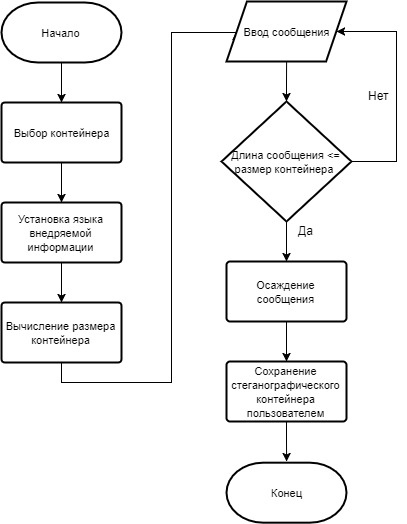 Начало
Выбор контейнера
Установка языка
внедряемой
информации
Вычисление размера
контейнера
Ввод сообщения
Длина сообщения <=
размер контейнера
Нет
Да
Осаждение
сообщения
Сохранение
стеганографического
контейнера
пользователем
Конец